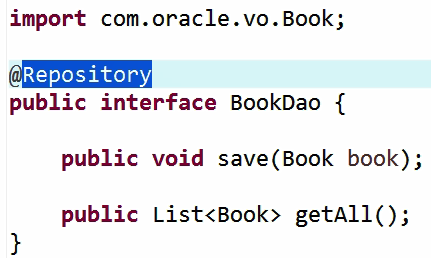 import com.oracle.vo.Book;
@Repository
public interface BookDao {
public void save(Book book);
public List<Book> getAll();
}